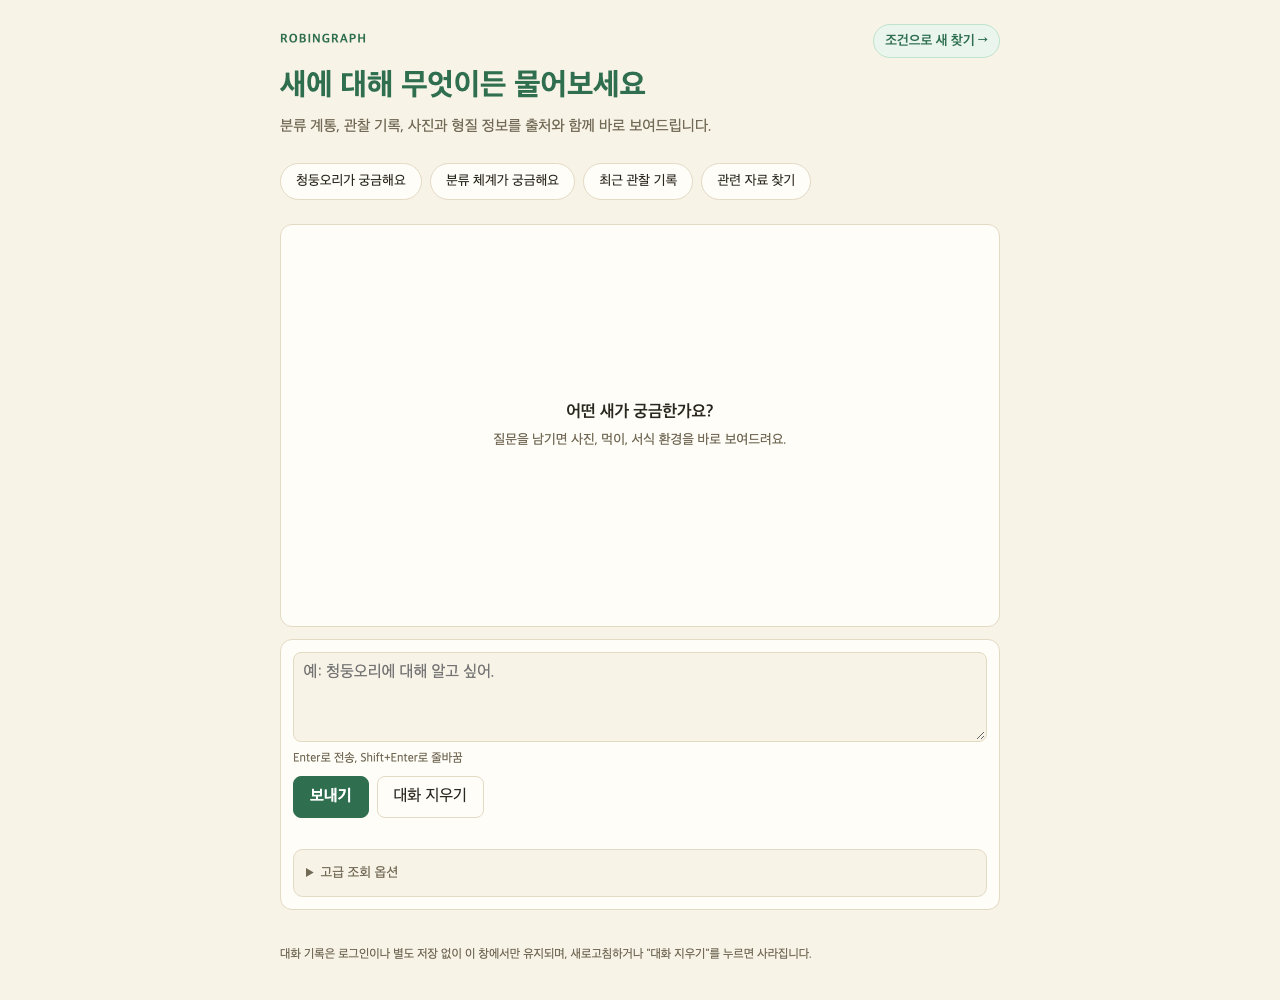 ROBINGRAPH
조건으로 새 찾기 →
새에 대해 무엇이든 물어보세요
분류 계통, 관찰 기록, 사진과 형질 정보를 출처와 함께 바로 보여드립니다.
청둥오리가 궁금해요
분류 체계가 궁금해요
최근 관찰 기록
관련 자료 찾기
어떤 새가 궁금한가요?
질문을 남기면 사진, 먹이, 서식 환경을 바로 보여드려요.
예: 청둥오리에 대해 알고 싶어.
Enter로 전송, Shift+Enter로 줄바꿈
보내기
대화 지우기
▶ 고급 조회 옵션
대화 기록은 로그인이나 별도 저장 없이 이 창에서만 유지되며, 새로고침하거나 "대화 지우기"를 누르면 사라집니다.